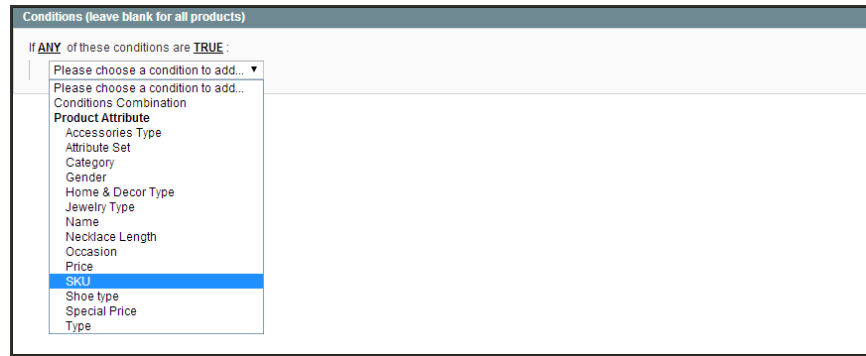 Conditions (leave blank for all products)
If ANY of these conditions are TRUE :
Please choose a condition to add...
Please choose a condition to add...
Conditions Combination
Product Attribute
Accessories Type
Attribute Set
Category
Gender
Home & Decor Type
Jewelry Type
Name
Necklace Length
Occasion
Price
SKU
Shoe type
Special Price
Type